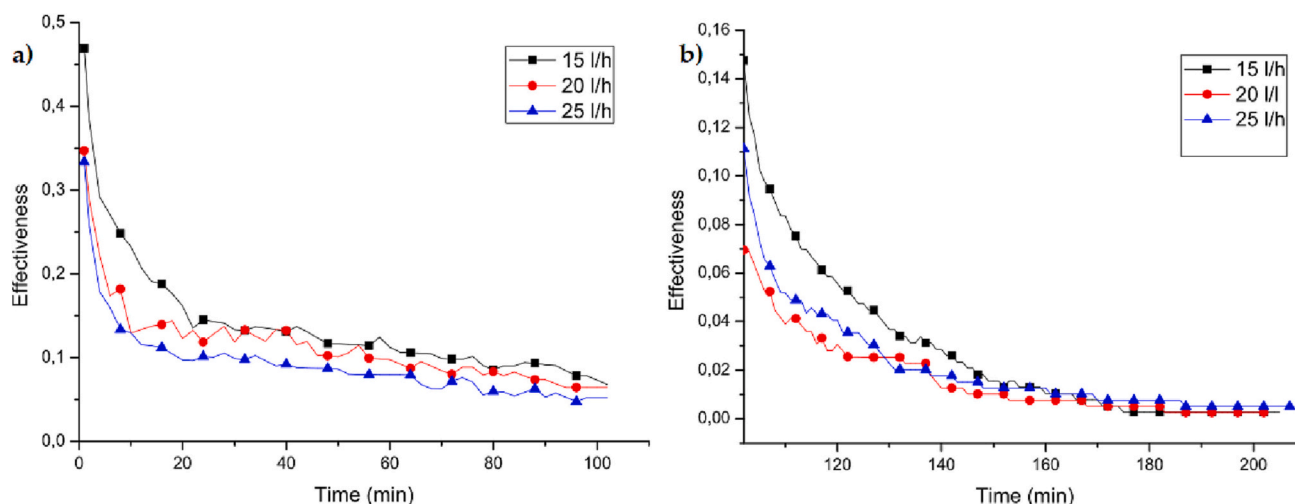 a)
0,5
0,4
0,3
0,2
0,1
0,0
Effectiveness
15 l/h
20 l/h
25 l/h
0 20 40 60 80 100
Time (min)
b)
0,16
0,14
0,12
0,10
0,08
0,06
0,04
0,02
0,00
Effectiveness
15 l/h
20 l/l
25 l/h
120 140 160 180 200
Time (min)